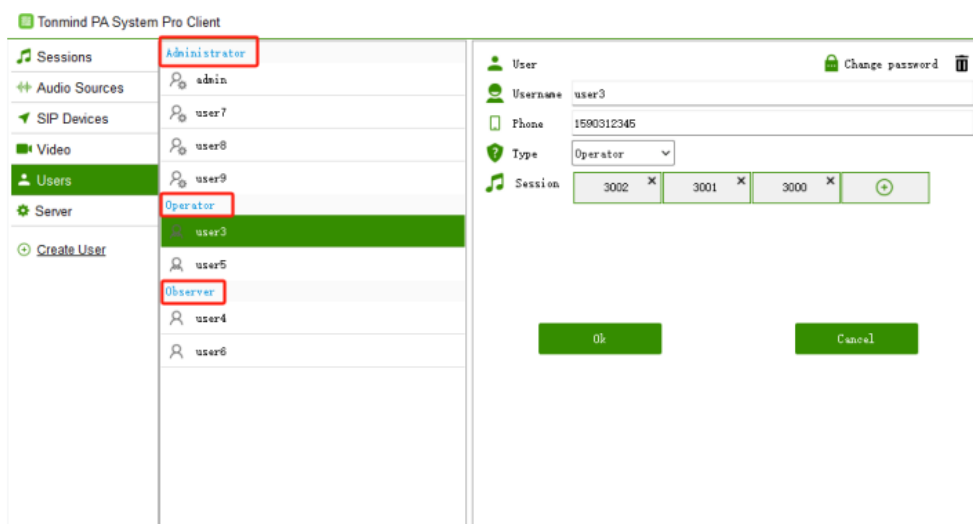 Tonmind PA System Pro Client
Sessions
Audio Sources
SIP Devices
Video
Users
Server
Create User
Administrator
admin
user7
user8
user9
Operator
user3
user5
Observer
user4
user6
User
Change password
Username user3
Phone 1590312345
Type Operator
Session 3002 3001 3000
Ok Cancel